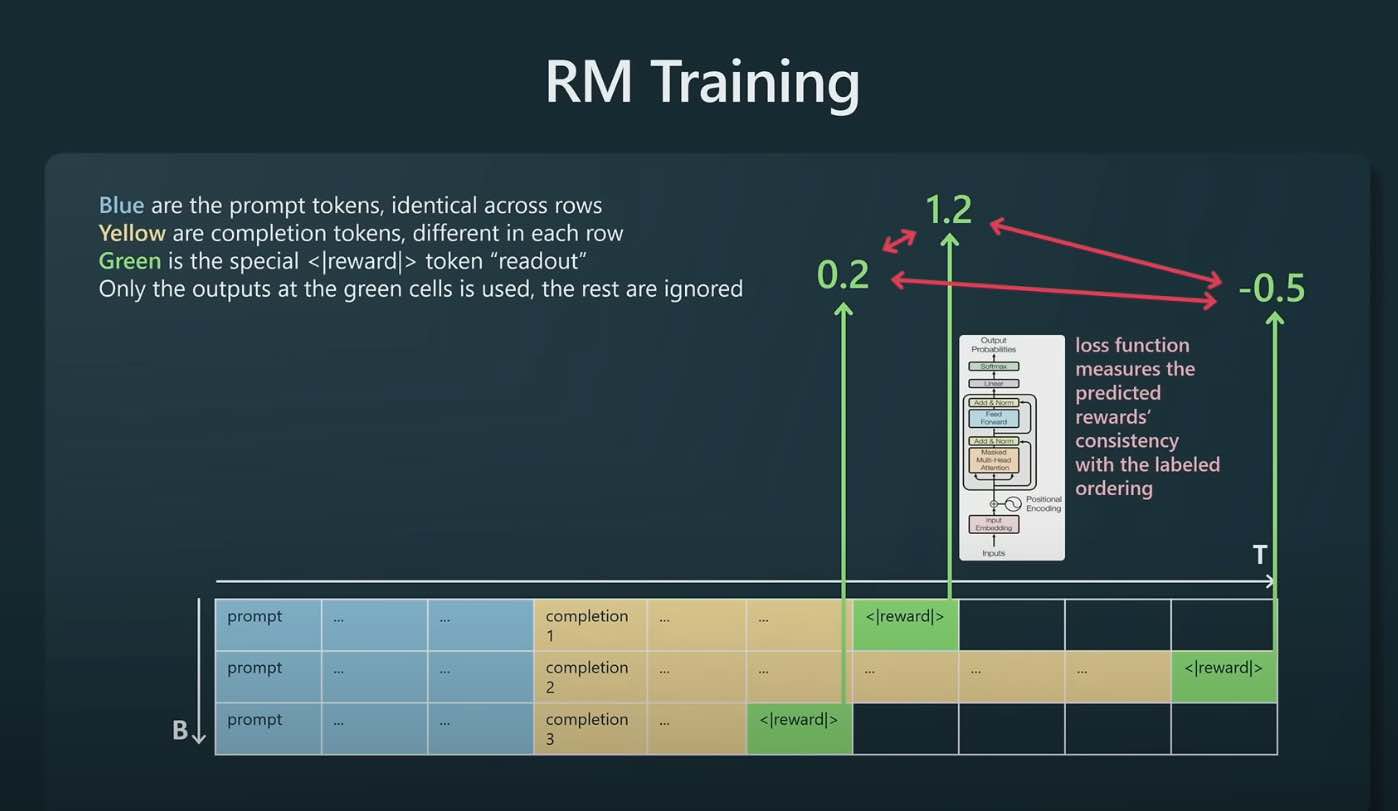 RM Training
Blue are the prompt tokens, identical across rows
Yellow are completion tokens, different in each row
Green is the special <|reward|> token “readout”
Only the outputs at the green cells is used, the rest are ignored
1.2
0.2
-0.5
Output
Probabilities
Softmax
Linear
Add & Norm
Feed
Forward
Add & Norm
Masked
Multi-Head
Attention
Positional
Encoding
Input
Embedding
Inputs
loss function
measures the
predicted
rewards’
consistency
with the labeled
ordering
T
B
prompt ... ... completion ... ... <|reward|>
1
prompt ... ... completion ... ... ... ... ... <|reward|>
2
prompt ... ... completion ... <|reward|>
3